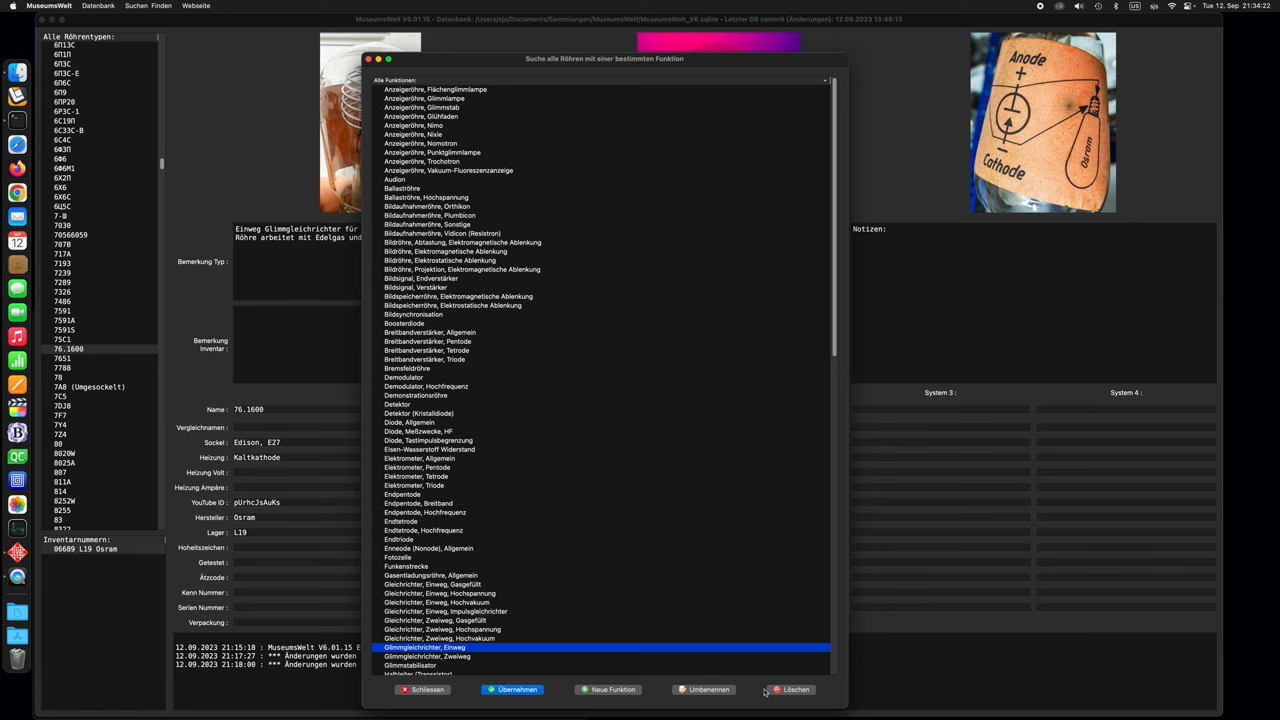 MuseumsWelt Datenbank Suchen Finden Webseite
US sjs Tue 12. Sep 21:34:22
MuseumsWelt V6.01.15 - Datenbank: /Users/sjs/Documents/Sammlungen/MuseumsWelt/MuseumsWelt_V6.sqlite - Letzter DB commit (Änderungen): 12.09.2023 13:49:13
Alle Röhrentypen:
6П13С
6П1П
6П3С
6П3С-Е
6П6С
6П9
6ПР20
6Р3С-1
6С19П
6С33С-В
6С4С
6Ф3П
6Ф6
6Ф6М1
6Х2П
6Х6
6Х6С
6Ц5С
7-Ш
7030
70566059
707B
717A
7193
7239
7289
7326
7486
7591
7591A
7591S
75C1
76.1600
7651
7788
78
7A8 (Umgesockelt)
7C5
7DJ8
7F7
7Y4
7Z4
80
8020W
8025A
807
811A
814
8252W
8255
83
8322
Inventarnummern:
06689 L19 Osram
Bemerkung Typ :
Einweg Glimmgleichrichter für
Röhre arbeitet mit Edelgas und
Bemerkung
Inventar :
Name : 76.1600
Vergleichnamen :
Sockel : Edison, E27
Heizung : Kaltkathode
Heizung Volt :
Heizung Ampère :
YouTube ID : pUrhcJsAuKs
Hersteller : Osram
Lager : L19
Hoheitszeichen :
Getestet :
Ätzcode :
Kenn Nummer :
Serien Nummer :
Verpackung :
12.09.2023 21:15:18 : MuseumsWelt V6.01.15 E
12.09.2023 21:17:27 : *** Änderungen wurden
12.09.2023 21:18:00 : *** Änderungen wurden
Suche alle Röhren mit einer bestimmten Funktion
Alle Funktionen:
Anzeigeröhre, Flächenglimmlampe
Anzeigeröhre, Glimmlampe
Anzeigeröhre, Glimmstab
Anzeigeröhre, Glühfaden
Anzeigeröhre, Nimo
Anzeigeröhre, Nixie
Anzeigeröhre, Nomotron
Anzeigeröhre, Punktglimmlampe
Anzeigeröhre, Trochotron
Anzeigeröhre, Vakuum-Fluoreszenzanzeige
Audion
Ballaströhre
Ballaströhre, Hochspannung
Bildaufnahmeröhre, Orthikon
Bildaufnahmeröhre, Plumbicon
Bildaufnahmeröhre, Sonstige
Bildaufnahmeröhre, Vidicon (Resistron)
Bildröhre, Abtastung, Elektromagnetische Ablenkung
Bildröhre, Elektromagnetische Ablenkung
Bildröhre, Elektrostatische Ablenkung
Bildröhre, Projektion, Elektromagnetische Ablenkung
Bildsignal, Endverstärker
Bildsignal, Verstärker
Bildspeicherröhre, Elektromagnetische Ablenkung
Bildspeicherröhre, Elektrostatische Ablenkung
Bildsynchronisation
Boosterdiode
Breitbandverstärker, Allgemein
Breitbandverstärker, Pentode
Breitbandverstärker, Tetrode
Breitbandverstärker, Triode
Bremsfeldröhre
Demodulator
Demodulator, Hochfrequenz
Demonstrationsröhre
Detektor
Detektor (Kristalldiode)
Diode, Allgemein
Diode, Meßzwecke, HF
Diode, Tastimpulsbegrenzung
Eisen-Wasserstoff Widerstand
Elektrometer, Allgemein
Elektrometer, Pentode
Elektrometer, Tetrode
Elektrometer, Triode
Endpentode
Endpentode, Breitband
Endpentode, Hochfrequenz
Endtetrode
Endtetrode, Hochfrequenz
Endtriode
Enneode (Nonode), Allgemein
Fotozelle
Funkenstrecke
Gasentladungsröhre, Allgemein
Gleichrichter, Einweg, Gasgefüllt
Gleichrichter, Einweg, Hochspannung
Gleichrichter, Einweg, Hochvakuum
Gleichrichter, Einweg, Impulsgleichrichter
Gleichrichter, Zweiweg, Gasgefüllt
Gleichrichter, Zweiweg, Hochspannung
Gleichrichter, Zweiweg, Hochvakuum
Glimmgleichrichter, Einweg
Glimmgleichrichter, Zweiweg
Glimmstabilisator
Halbleiter (Transistor)
Schliessen Übernehmen Neue Funktion Umbenennen Löschen
Anode
+
-
Cathode
Osram
Notizen:
System 3 : System 4 :
SEP
12
QC